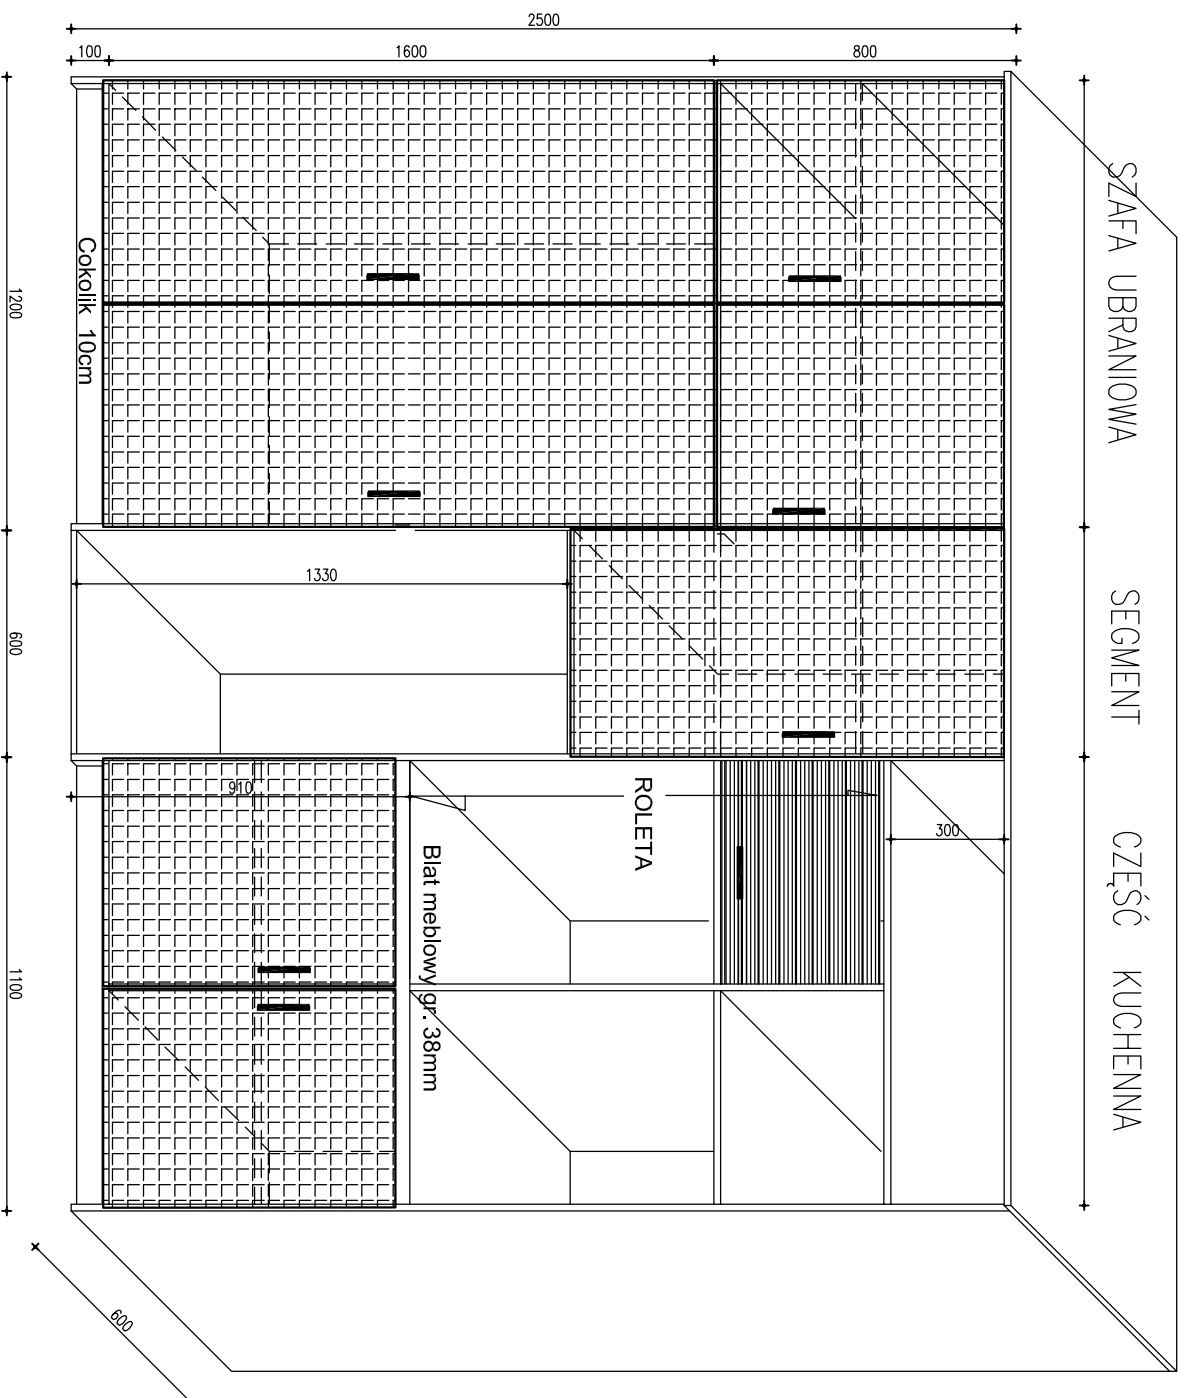 SZAFA UBRANIOWA
SEGMENT
CZĘŚĆ KUCHENNA
2500
100
1600
800
1330
910
300
ROLETA
Blat meblowy gr. 38mm
Cokolik 10cm
1200
600
1100
600